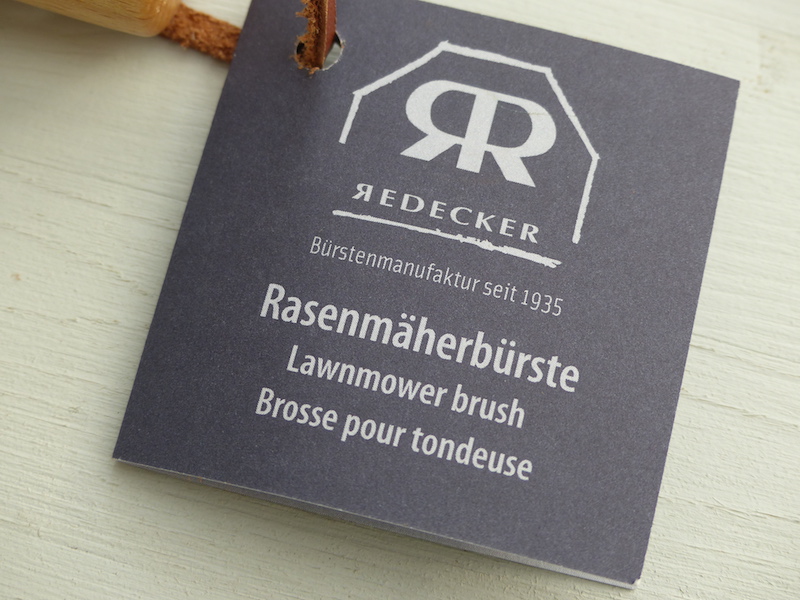 RR
REDECKER
Bürstenmanufaktur seit 1935
Rasenmäherbürste
Lawnmower brush
Brosse pour tondeuse